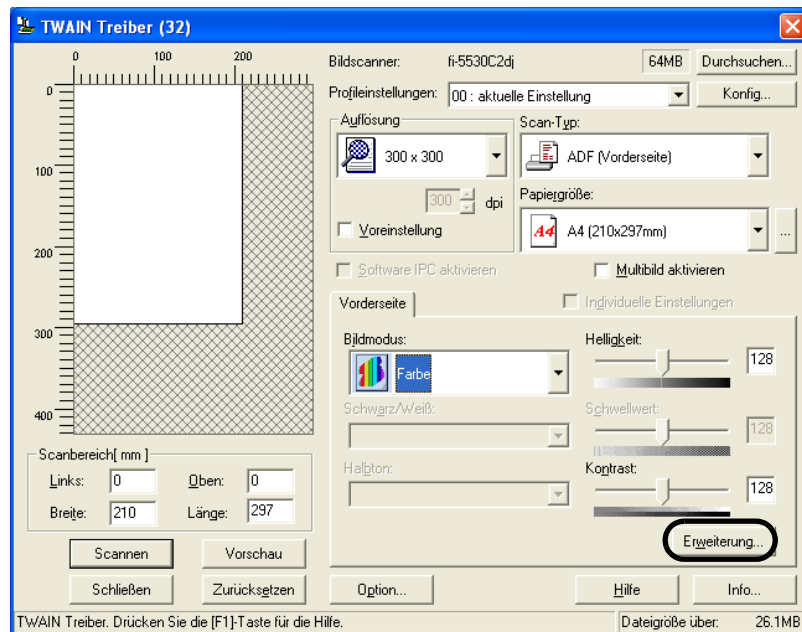 TWAIN Treiber (32)
0 100 200
0
100
200
300
400
Bildscanner: fi-5530C2dj 64MB Durchsuchen...
Profileinstellungen: 00 : aktuelle Einstellung Konfig...
Auflösung
300 x 300
300 dpi
Voreinstellung
Scan-Typ:
ADF (Vorderseite)
Papiergröße:
A4 A4 (210x297mm) ...
Software IPC aktivieren Multibild aktivieren
Vorderseite Individuelle Einstellungen
Bildmodus:
Farbe
Schwarz/Weiß:
Halbton:
Helligkeit:
128
Schwellwert:
128
Kontrast:
128
Erweiterung...
Scanbereich[ mm ]
Links: 0 Oben: 0
Breite: 210 Länge: 297
Scannen Vorschau
Schließen Zurücksetzen Option... Hilfe Info...
TWAIN Treiber. Drücken Sie die [F1]-Taste für die Hilfe. Dateigröße über: 26.1MB